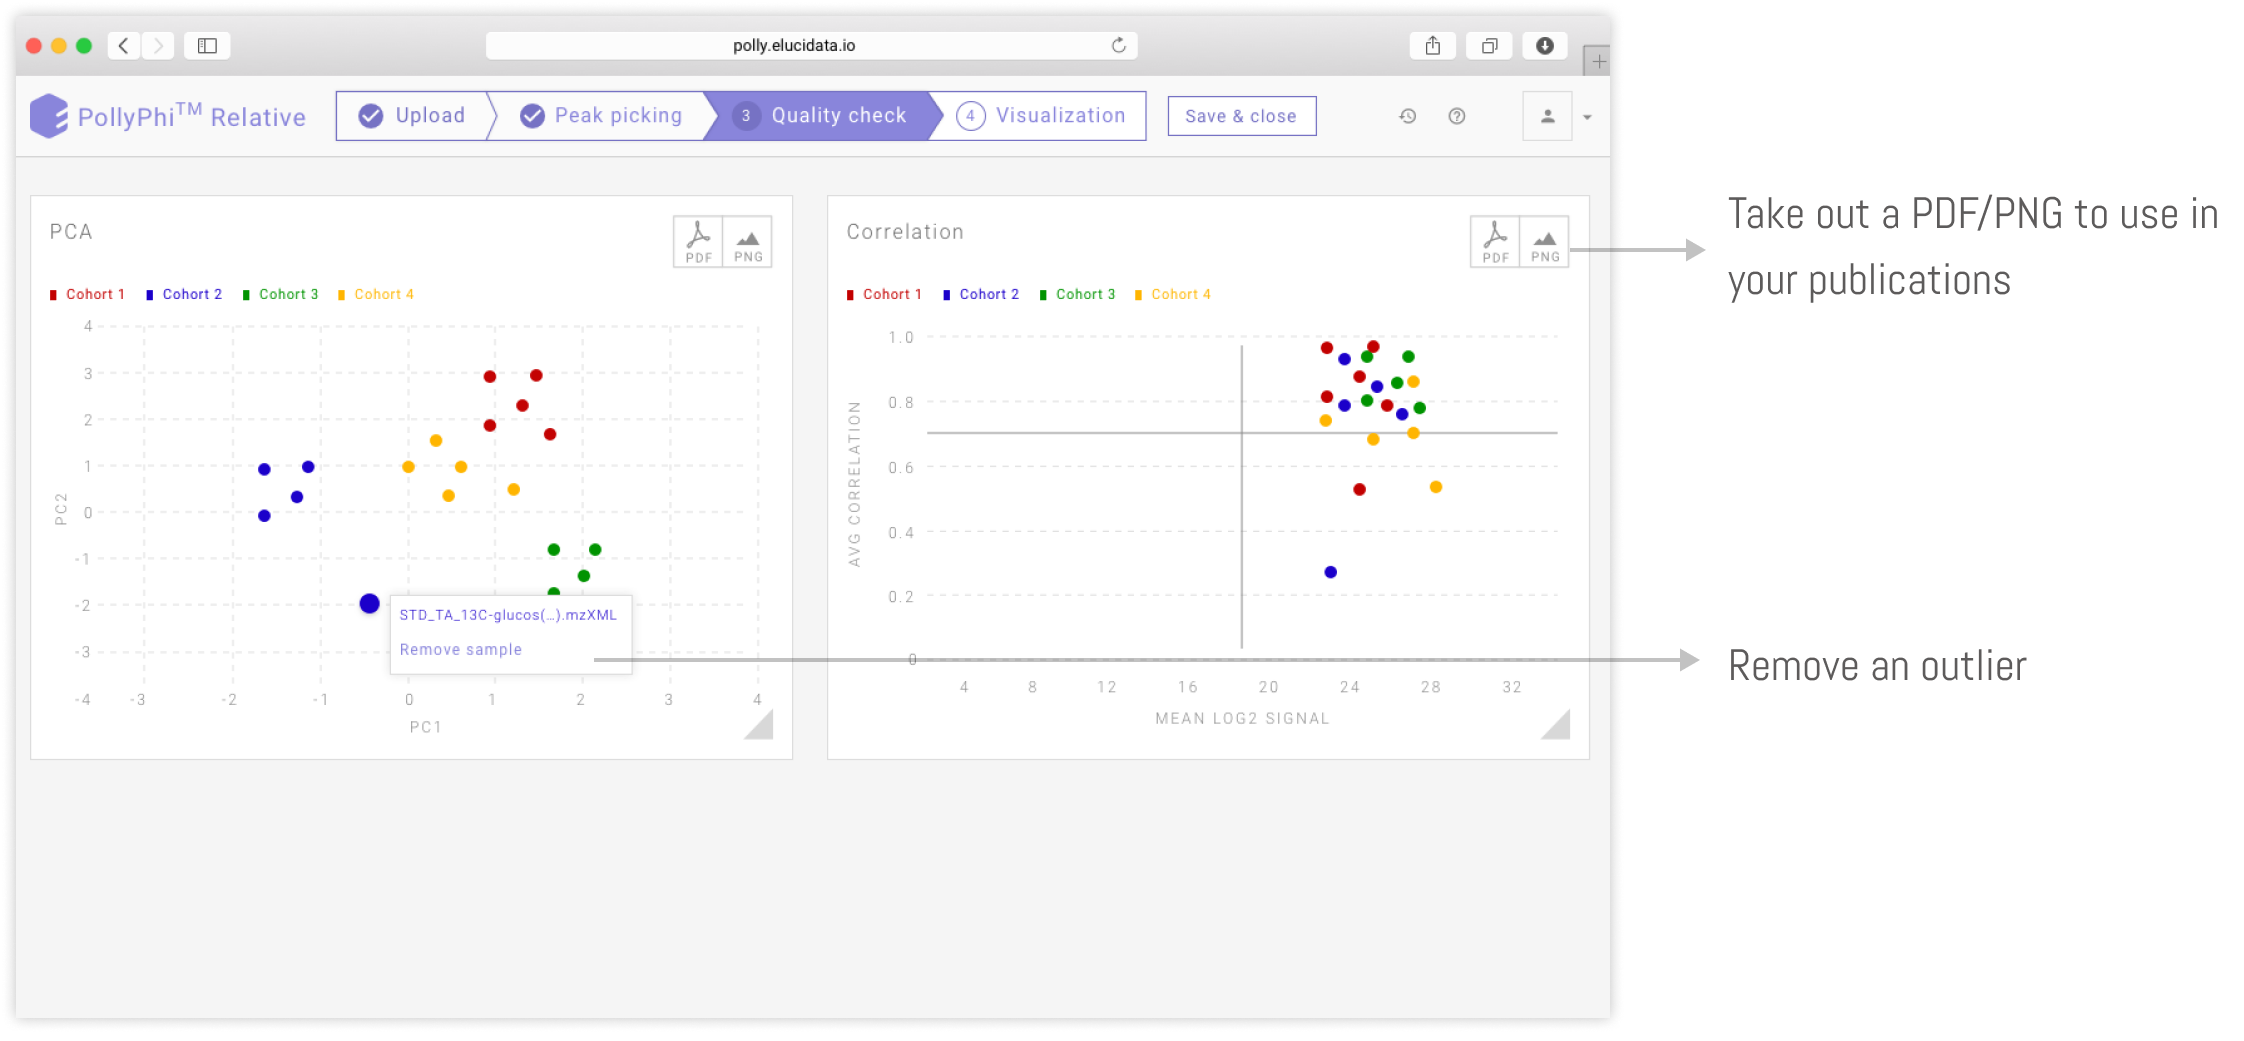 polly.elucidata.io
PollyPhi™ Relative
Upload
Peak picking
3 Quality check
4 Visualization
Save & close
PCA
PDF PNG
Cohort 1 Cohort 2 Cohort 3 Cohort 4
4
3
2
1
0
-1
-2
-3
PC2
STD_TA_13C-glucos(…).mzXML
Remove sample
-4 -3 -2 -1 0 1 2 3 4
PC1
Correlation
PDF PNG
Cohort 1 Cohort 2 Cohort 3 Cohort 4
1.0
0.8
0.6
0.4
0.2
0
AVG CORRELATION
4 8 12 16 20 24 28 32
MEAN LOG2 SIGNAL
Take out a PDF/PNG to use in
your publications
Remove an outlier